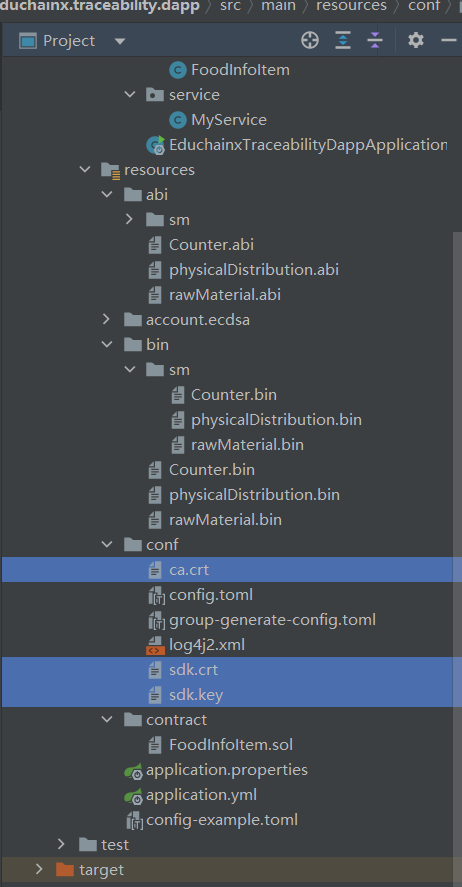 duchainx.traceability.dapp > src > main > resources > conf
Project
FoodInfoItem
service
MyService
EduchainxTraceabilityDappApplication
resources
abi
sm
Counter.abi
physicalDistribution.abi
rawMaterial.abi
account.ecdsa
bin
sm
Counter.bin
physicalDistribution.bin
rawMaterial.bin
Counter.bin
physicalDistribution.bin
rawMaterial.bin
conf
ca.crt
config.toml
group-generate-config.toml
log4j2.xml
sdk.crt
sdk.key
contract
FoodInfoItem.sol
application.properties
application.yml
config-example.toml
test
target